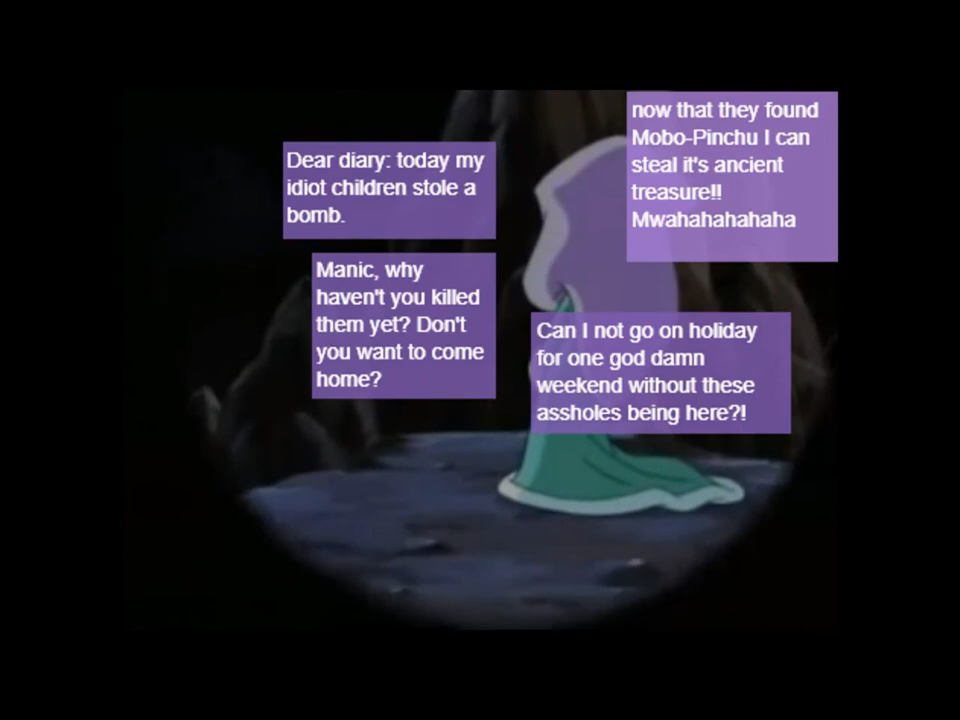 Dear diary: today my
idiot children stole a
bomb.
now that they found
Mobo-Pinchu I can
steal it's ancient
treasure!!
Mwahahahahaha
Manic, why
haven't you killed
them yet? Don't
you want to come
home?
Can I not go on holiday
for one god damn
weekend without these
assholes being here?!